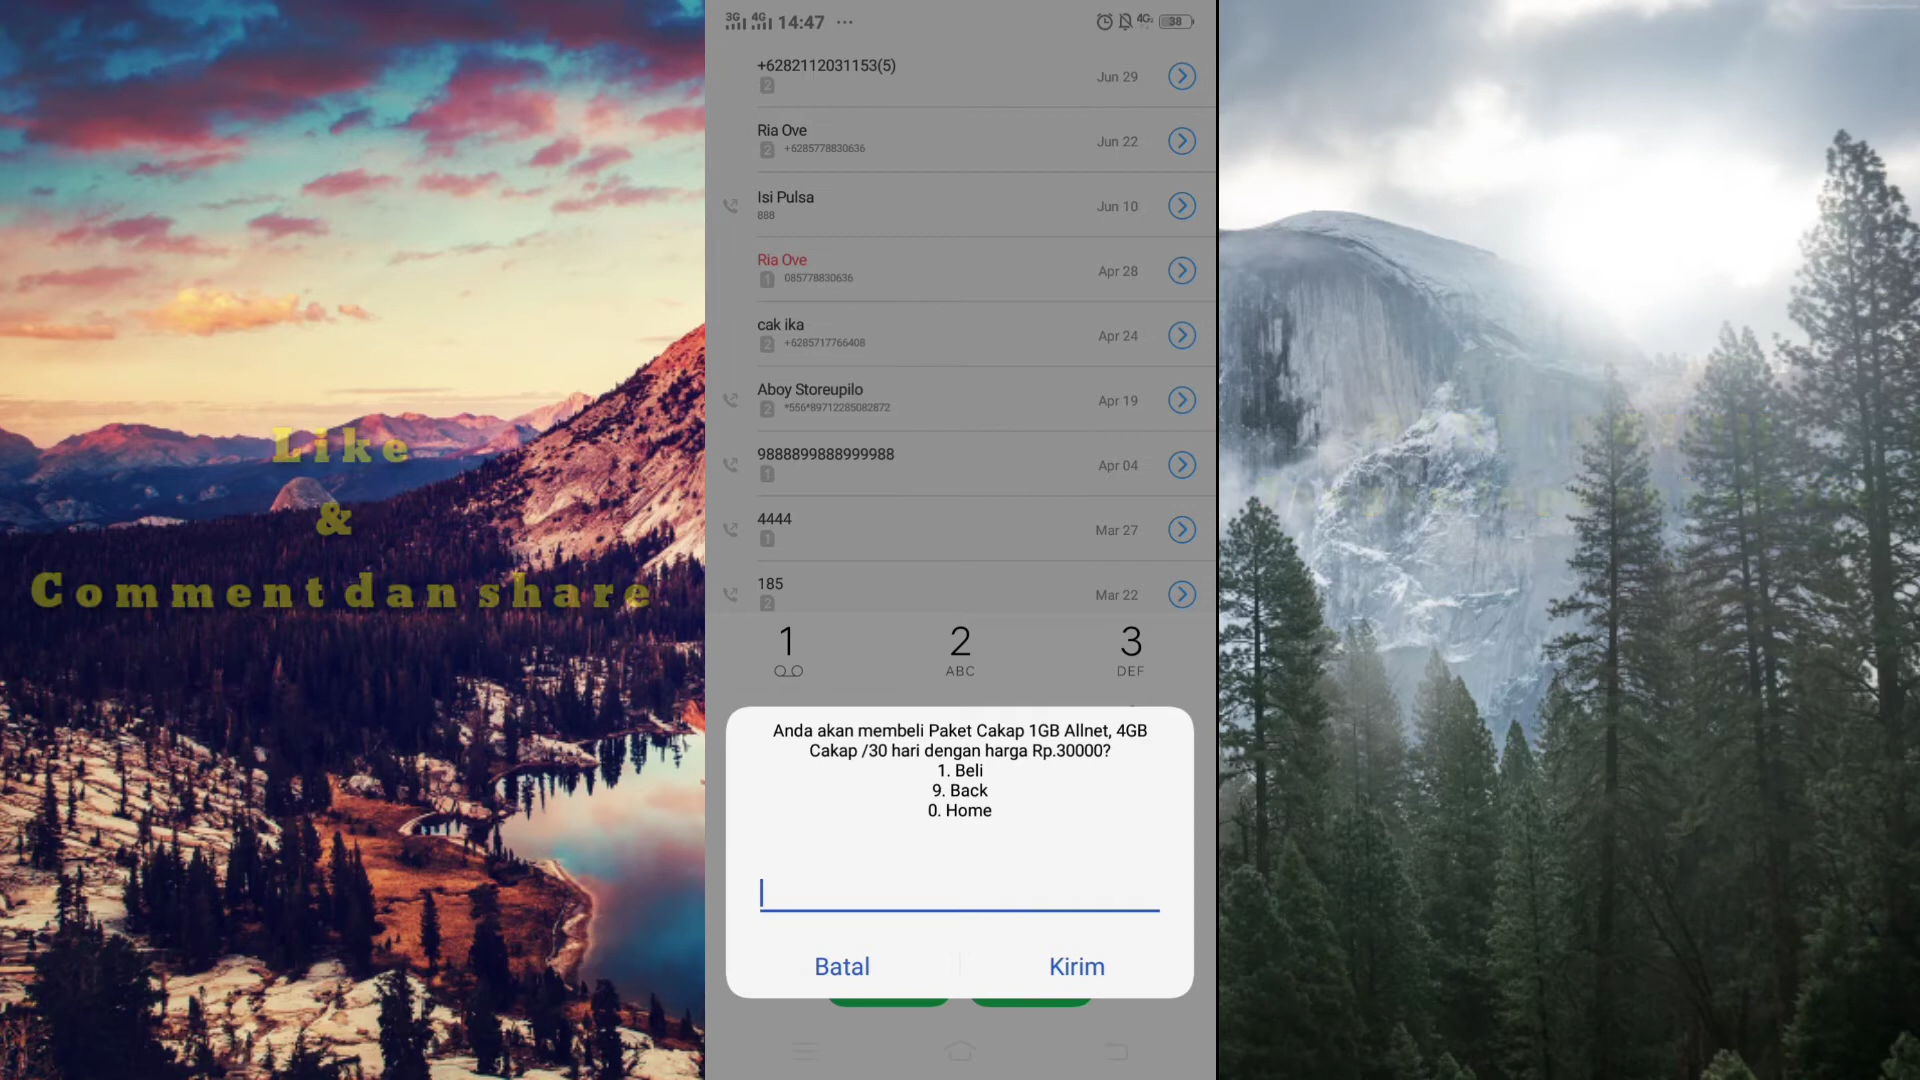 Like
&
Comment dan share
3G 4G 14:47 ... 4G 38
+6282112031153(5)
2
Jun 29
Ria Ove
2 +6285778830636
Jun 22
Isi Pulsa
888
Jun 10
Ria Ove
1 085778830636
Apr 28
cak ika
2 +6285717766408
Apr 24
Aboy Storeupilo
2 *556*89712285082872
Apr 19
9888899888999988
1
Apr 04
4444
1
Mar 27
185
2
Mar 22
1 2 3
ABC DEF
Anda akan membeli Paket Cakap 1GB Allnet, 4GB
Cakap /30 hari dengan harga Rp.30000?
1. Beli
9. Back
0. Home
Batal Kirim